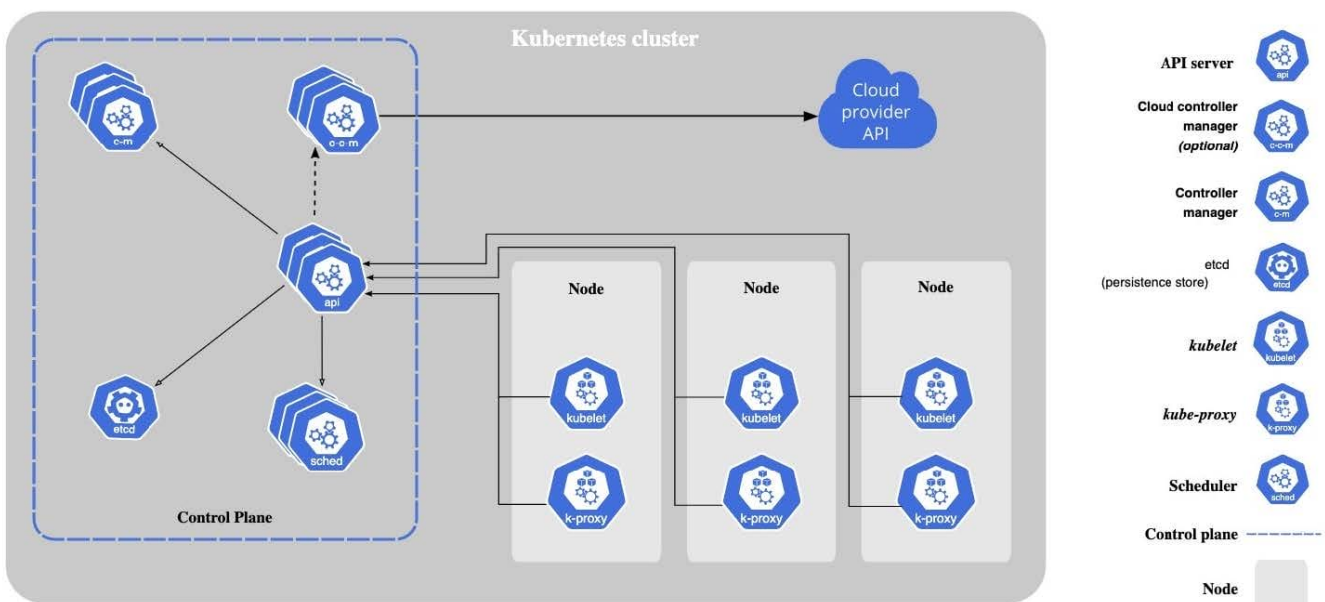 Kubernetes cluster
c-m
c-c-m
Cloud
provider
API
api
etcd
sched
Control Plane
Node
Node
Node
kubelet
kubelet
kubelet
k-proxy
k-proxy
k-proxy
API server
api
Cloud controller
manager
(optional)
c-c-m
Controller
manager
c-m
etcd
(persistence store)
etcd
kubelet
kubelet
kube-proxy
k-proxy
Scheduler
sched
Control plane
Node